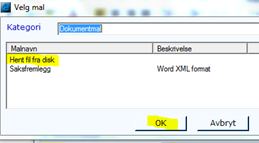 Velg mal
Kategori Dokumentmal
Malnavn Beskrivelse
Hent fil fra disk
Saksfremlegg Word XML format
OK Avbryt